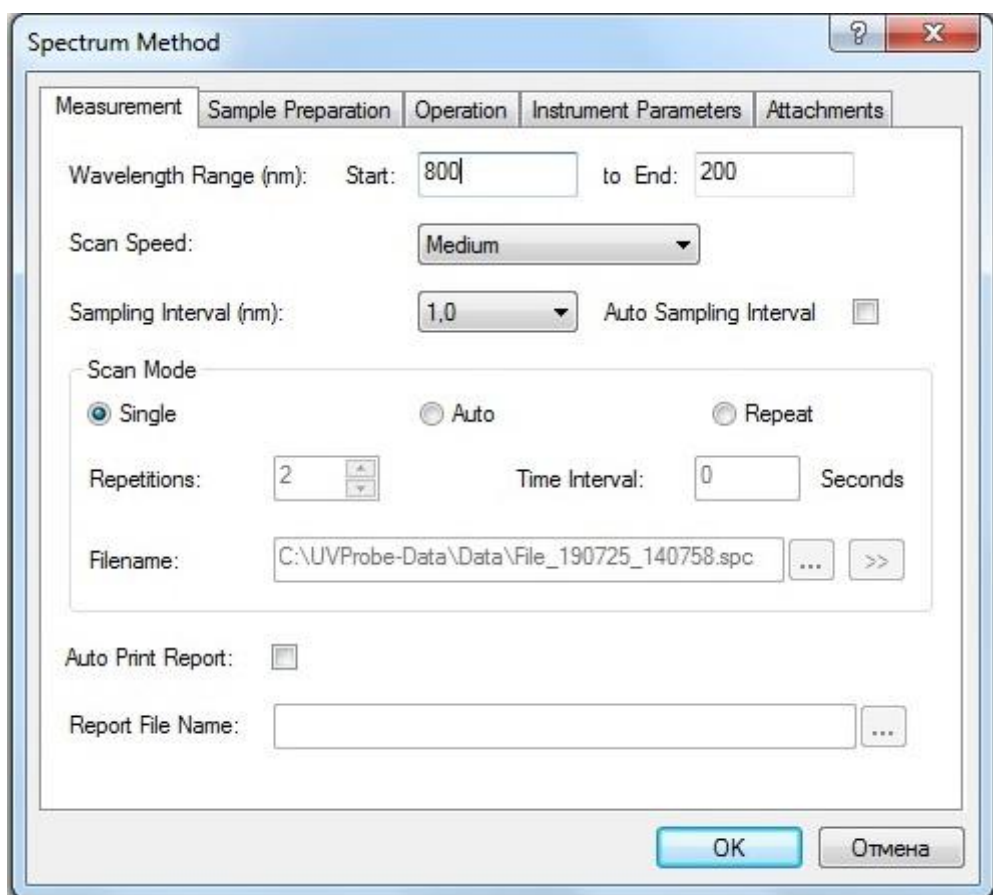 Spectrum Method
Measurement Sample Preparation Operation Instrument Parameters Attachments
Wavelength Range (nm): Start: 800 to End: 200
Scan Speed: Medium
Sampling Interval (nm): 1,0 Auto Sampling Interval
Scan Mode
Single Auto Repeat
Repetitions: 2 Time Interval: 0 Seconds
Filename: C:\UVProbe-Data\Data\File_190725_140758.spc ... >>
Auto Print Report:
Report File Name: ...
OK Отмена